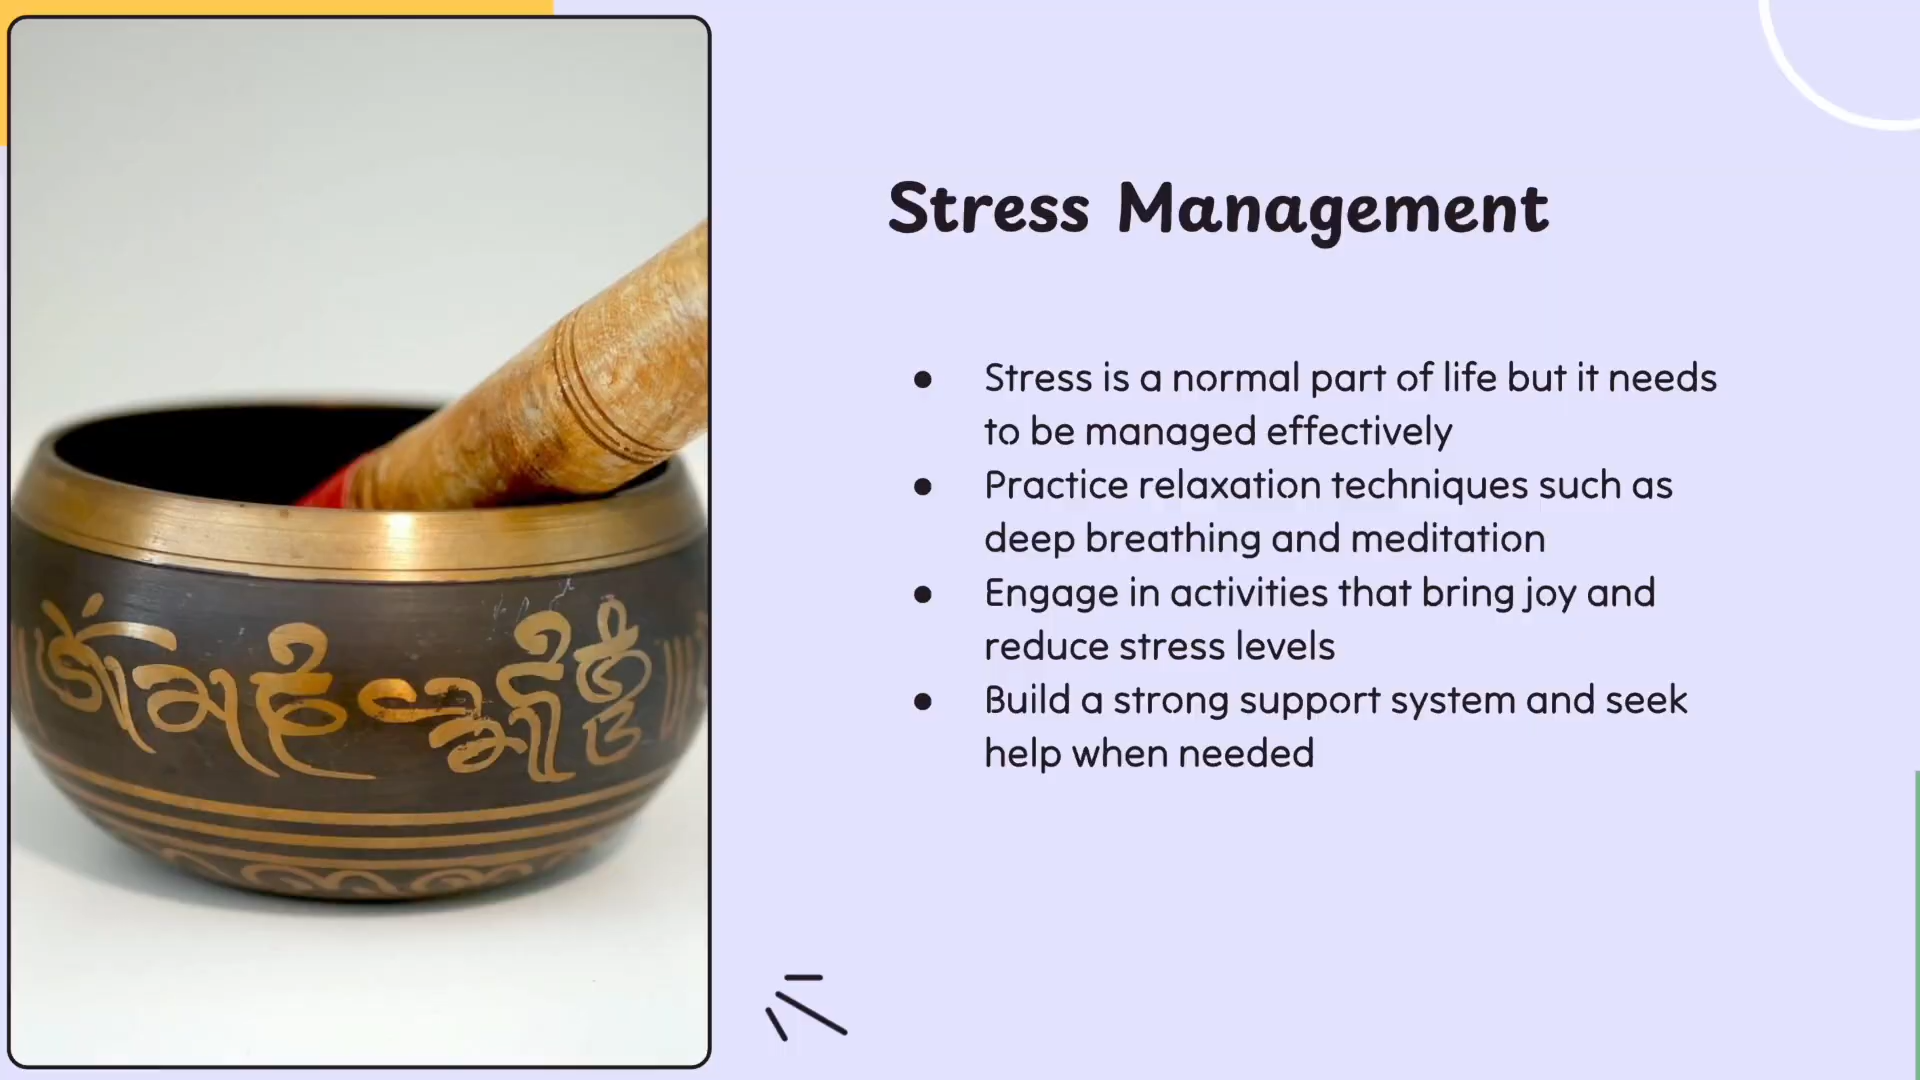 Stress Management
● Stress is a normal part of life but it needs
to be managed effectively
● Practice relaxation techniques such as
deep breathing and meditation
● Engage in activities that bring joy and
reduce stress levels
● Build a strong support system and seek
help when needed